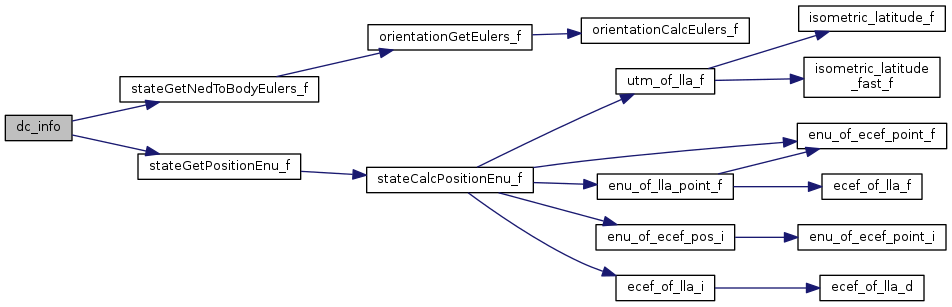 isometric_latitude_f
orientationCalcEulers_f
orientationGetEulers_f
isometric_latitude
_fast_f
utm_of_lla_f
stateGetNedToBodyEulers_f
dc_info
enu_of_ecef_point_f
stateGetPositionEnu_f
stateCalcPositionEnu_f
enu_of_lla_point_f
ecef_of_lla_f
enu_of_ecef_pos_i
enu_of_ecef_point_i
ecef_of_lla_i
ecef_of_lla_d